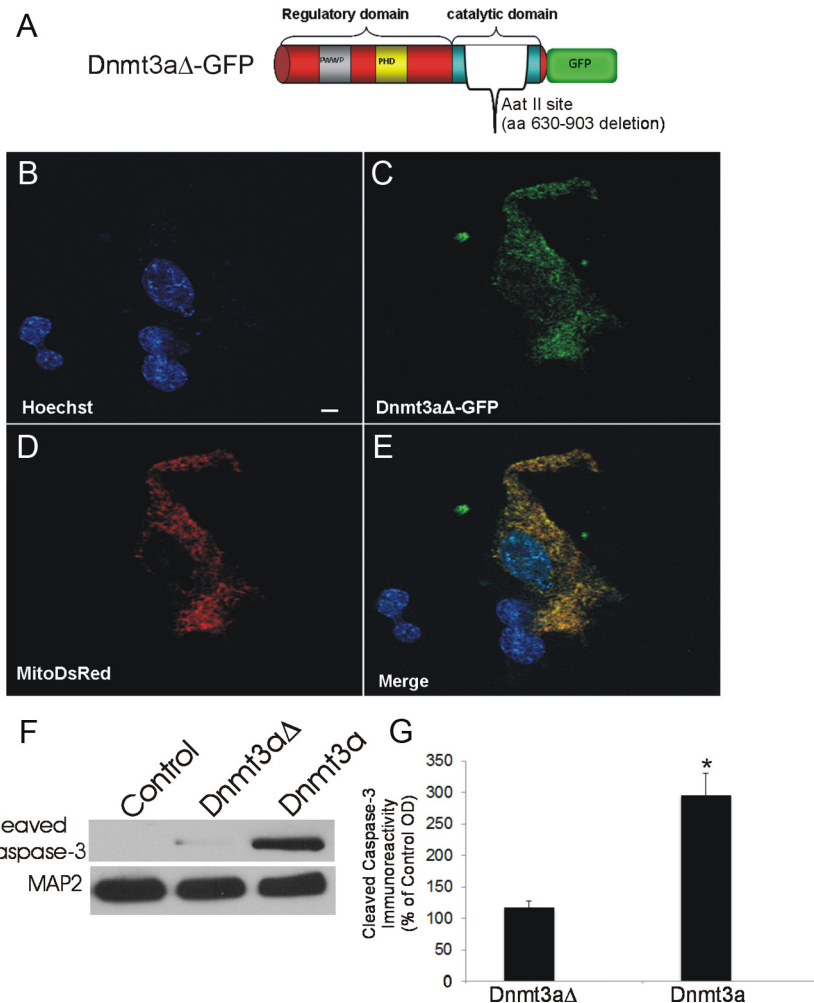 A
Regulatory domain
catalytic domain
Dnmt3aΔ-GFP
PWWP
PHD
GFP
Aat II site
(aa 630-903 deletion)
B
Hoechst
C
Dnmt3aΔ-GFP
D
MitoDsRed
E
Merge
F
Control
Dnmt3aΔ
Dnmt3a
leaved
aspase-3
MAP2
G
Cleaved Caspase-3
Immunoreactivity
(% of Control OD)
350
300
250
200
150
100
50
0
*
Dnmt3aΔ
Dnmt3a